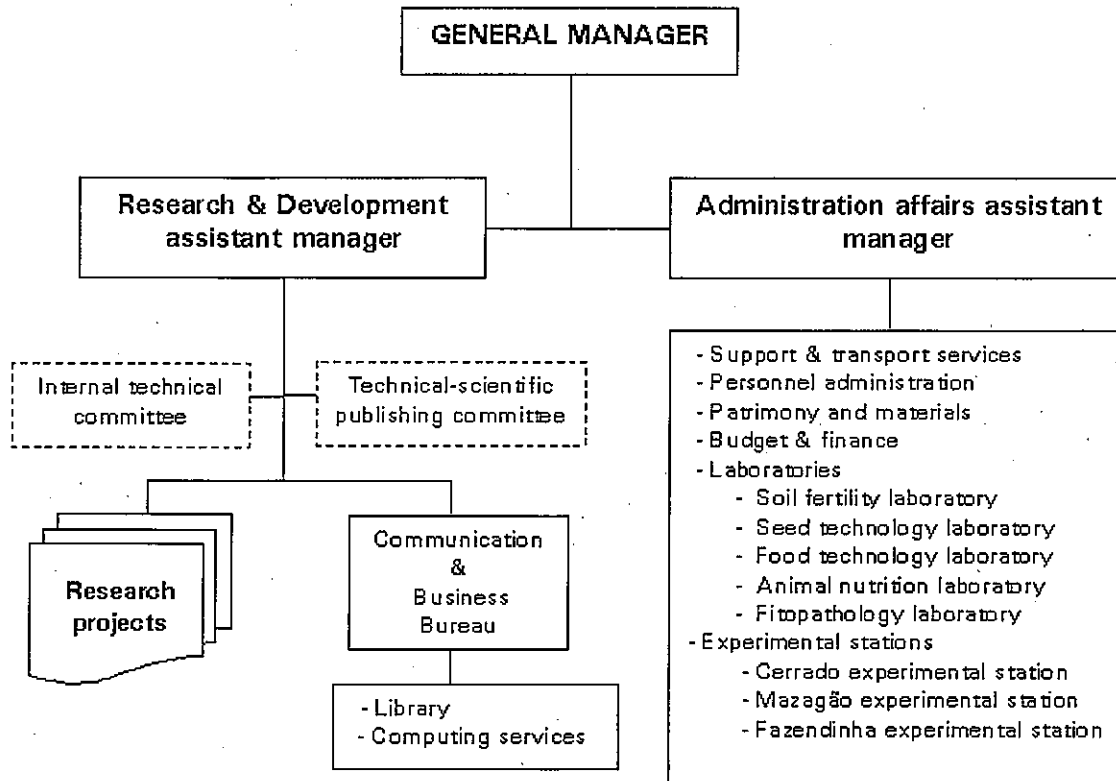 GENERAL MANAGER
Research & Development
assistant manager
Administration affairs assistant
manager
Internal technical
committee
Technical-scientific
publishing committee
Research
projects
Communication
&
Business
Bureau
- Library
- Computing services
- Support & transport services
- Personnel administration
- Patrimony and materials
- Budget & finance
- Laboratories
- Soil fertility laboratory
- Seed technology laboratory
- Food technology laboratory
- Animal nutrition laboratory
- Fitopathology laboratory
- Experimental stations
- Cerrado experimental station
- Mazagão experimental station
- Fazendinha experimental station